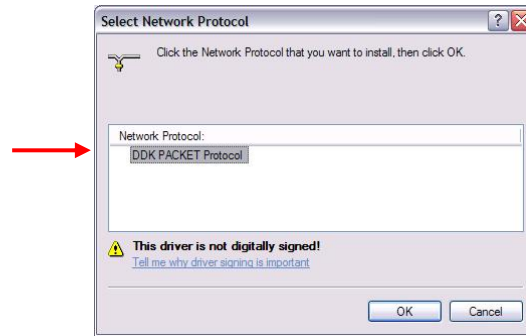 Select Network Protocol
Click the Network Protocol that you want to install, then click OK.
Network Protocol:
DDK PACKET Protocol
This driver is not digitally signed!
Tell me why driver signing is important
OK
Cancel